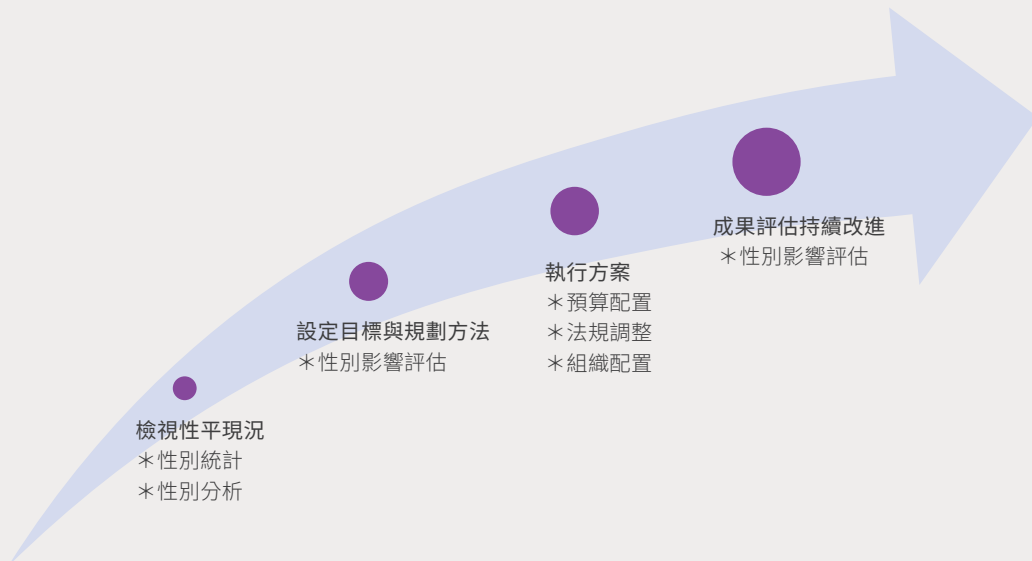 檢視性平現況
＊性別統計
＊性別分析
設定目標與規劃方法
＊性別影響評估
執行方案
＊預算配置
＊法規調整
＊組織配置
成果評估持續改進
＊性別影響評估